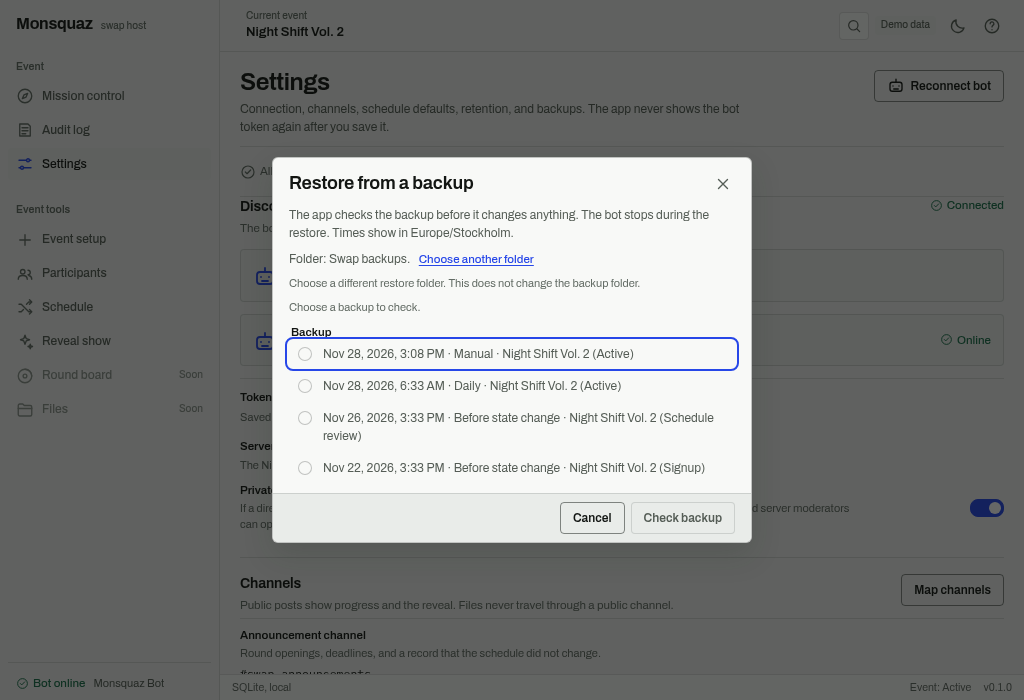 Monsquaz swap host
Current event
Night Shift Vol. 2
Demo data
Event
Mission control
Audit log
Settings
Event tools
Event setup
Participants
Schedule
Reveal show
Round board Soon
Files Soon
Bot online Monsquaz Bot
Settings
Connection, channels, schedule defaults, retention, and backups. The app never shows the bot
token again after you save it.
Reconnect bot
Connected
Online
Restore from a backup
The app checks the backup before it changes anything. The bot stops during the
restore. Times show in Europe/Stockholm.
Folder: Swap backups. Choose another folder
Choose a different restore folder. This does not change the backup folder.
Choose a backup to check.
Backup
Nov 28, 2026, 3:08 PM · Manual · Night Shift Vol. 2 (Active)
Nov 28, 2026, 6:33 AM · Daily · Night Shift Vol. 2 (Active)
Nov 26, 2026, 3:33 PM · Before state change · Night Shift Vol. 2 (Schedule
review)
Nov 22, 2026, 3:33 PM · Before state change · Night Shift Vol. 2 (Signup)
Cancel
Check backup
Token
Saved
The
If a
server moderators
can
Channels
Public posts show progress and the reveal. Files never travel through a public channel.
Map channels
Announcement channel
Round openings, deadlines, and a record that the schedule did not change.
SQLite, local
Event: Active v0.1.0